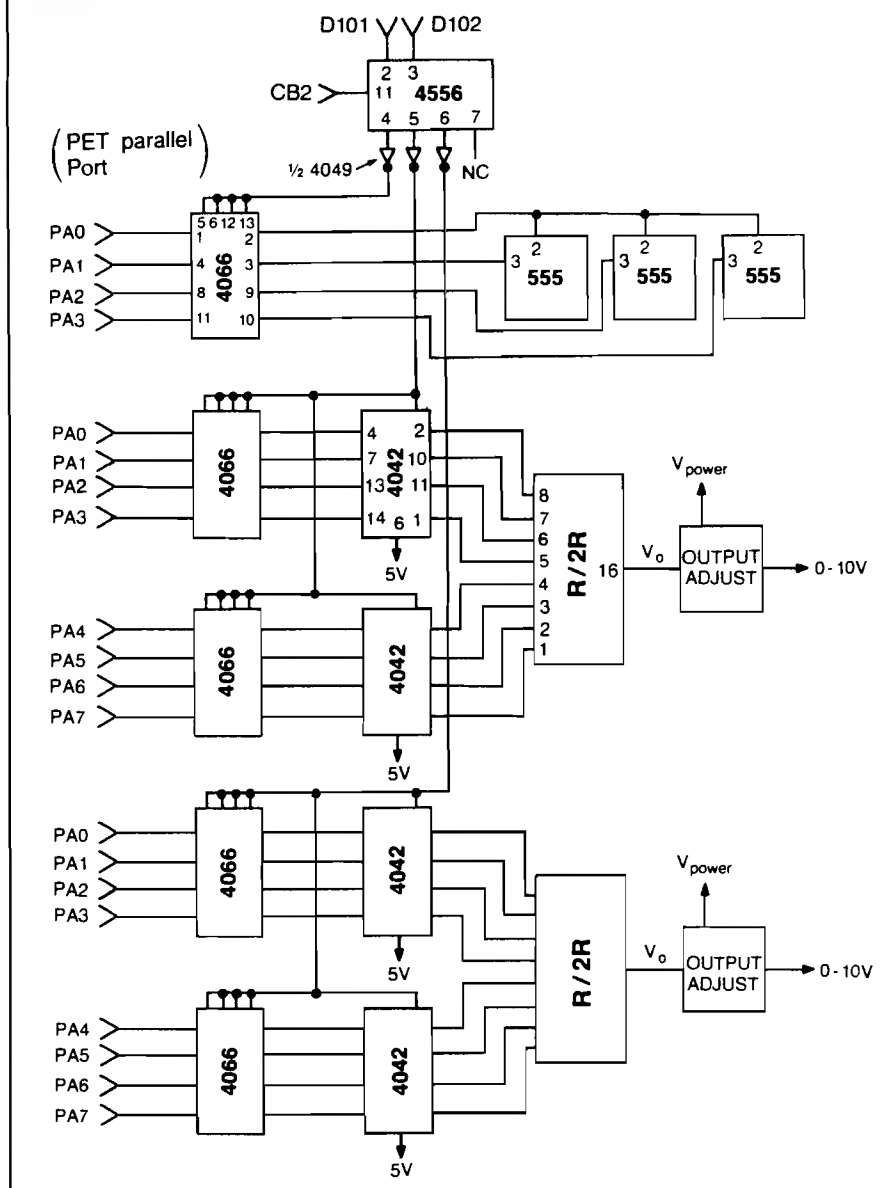 D101 D102
2 3
CB2 11 4556
4 5 6 7
(PET parallel Port)
½ 4049 NC
5 6 12 13
PA0 1 2
PA1 4 3
PA2 8 9
PA3 11 10
4066
3 2 555
3 2 555
3 2 555
PA0 4 2
PA1 7 10
PA2 13 11
PA3 14 6 1
4066
4042
5V
PA4
PA5
PA6
PA7
4066
4042
5V
8
7
6
5
4
3
2
1
R/2R
16
Vo
Vpower
OUTPUT
ADJUST
0-10V
PA0
PA1
PA2
PA3
4066
4042
5V
PA4
PA5
PA6
PA7
4066
4042
5V
R/2R
Vo
Vpower
OUTPUT
ADJUST
0-10V